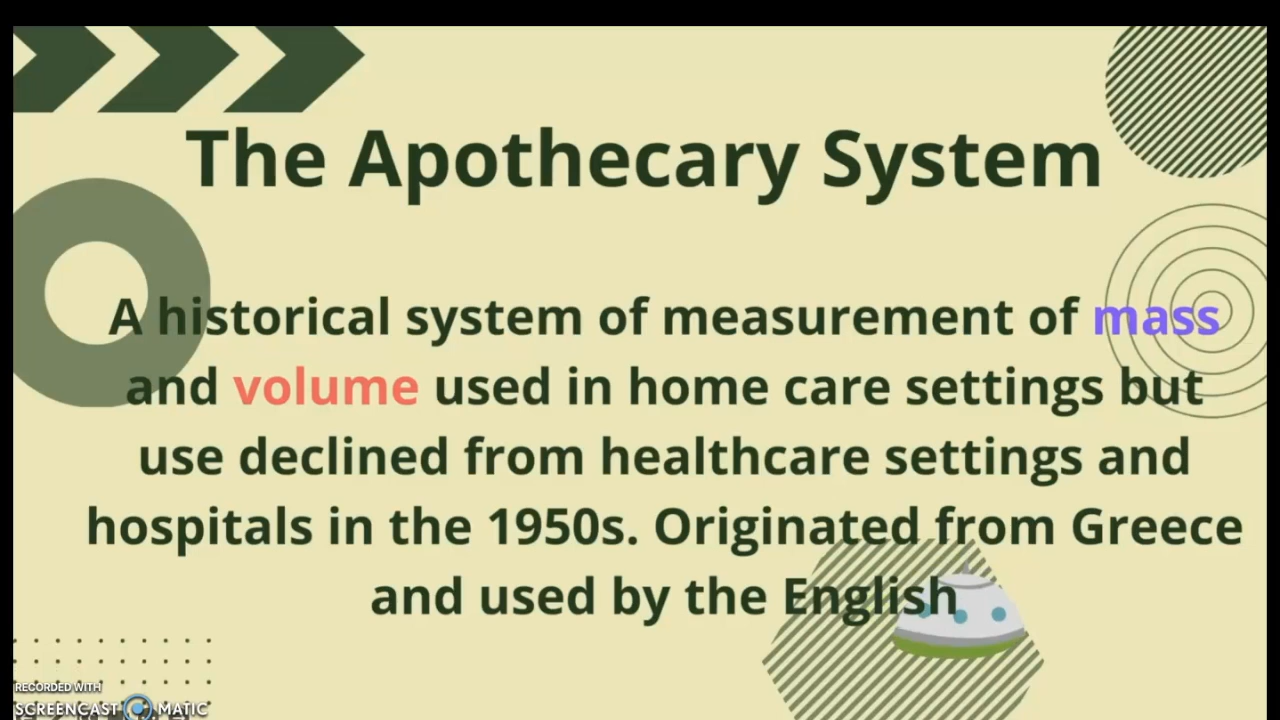 The Apothecary System
A historical system of measurement of mass
and volume used in home care settings but
use declined from healthcare settings and
hospitals in the 1950s. Originated from Greece
and used by the English
RECORDED WITH
SCREENCAST MATIC